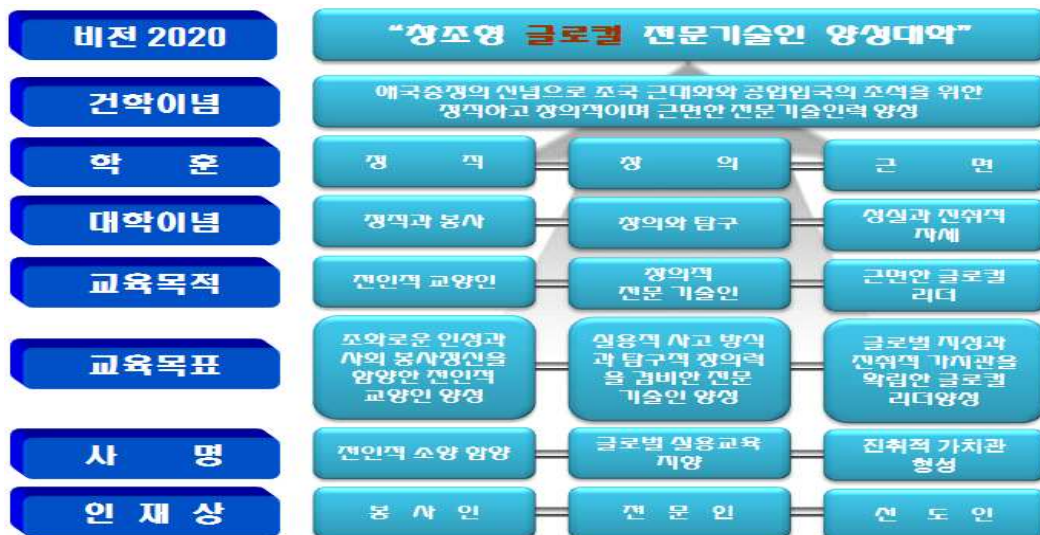 비전 2020
“창조형 글로컬 전문기술인 양성대학”
건학이념
애국충정의 신념으로 조국 근대화와 공업입국의 초석을 위한
정직하고 창의적이며 근면한 전문기술인력 양성
학 훈
정 직
창 의
근 면
대학이념
정직과 봉사
창의와 탐구
성실과 진취적
자세
교육목적
전인적 교양인
창의적
전문 기술인
근면한 글로컬
리더
교육목표
조화로운 인성과
사회 봉사정신을
함양한 전인적
교양인 양성
실용적 사고 방식
과 탐구적 창의력
을 겸비한 전문
기술인 양성
글로벌 지성과
진취적 가치관을
확립한 글로컬
리더양성
사 명
전인적 소양 함양
글로벌 실용교육
지향
진취적 가치관
형성
인 재 상
봉 사 인
전 문 인
선 도 인